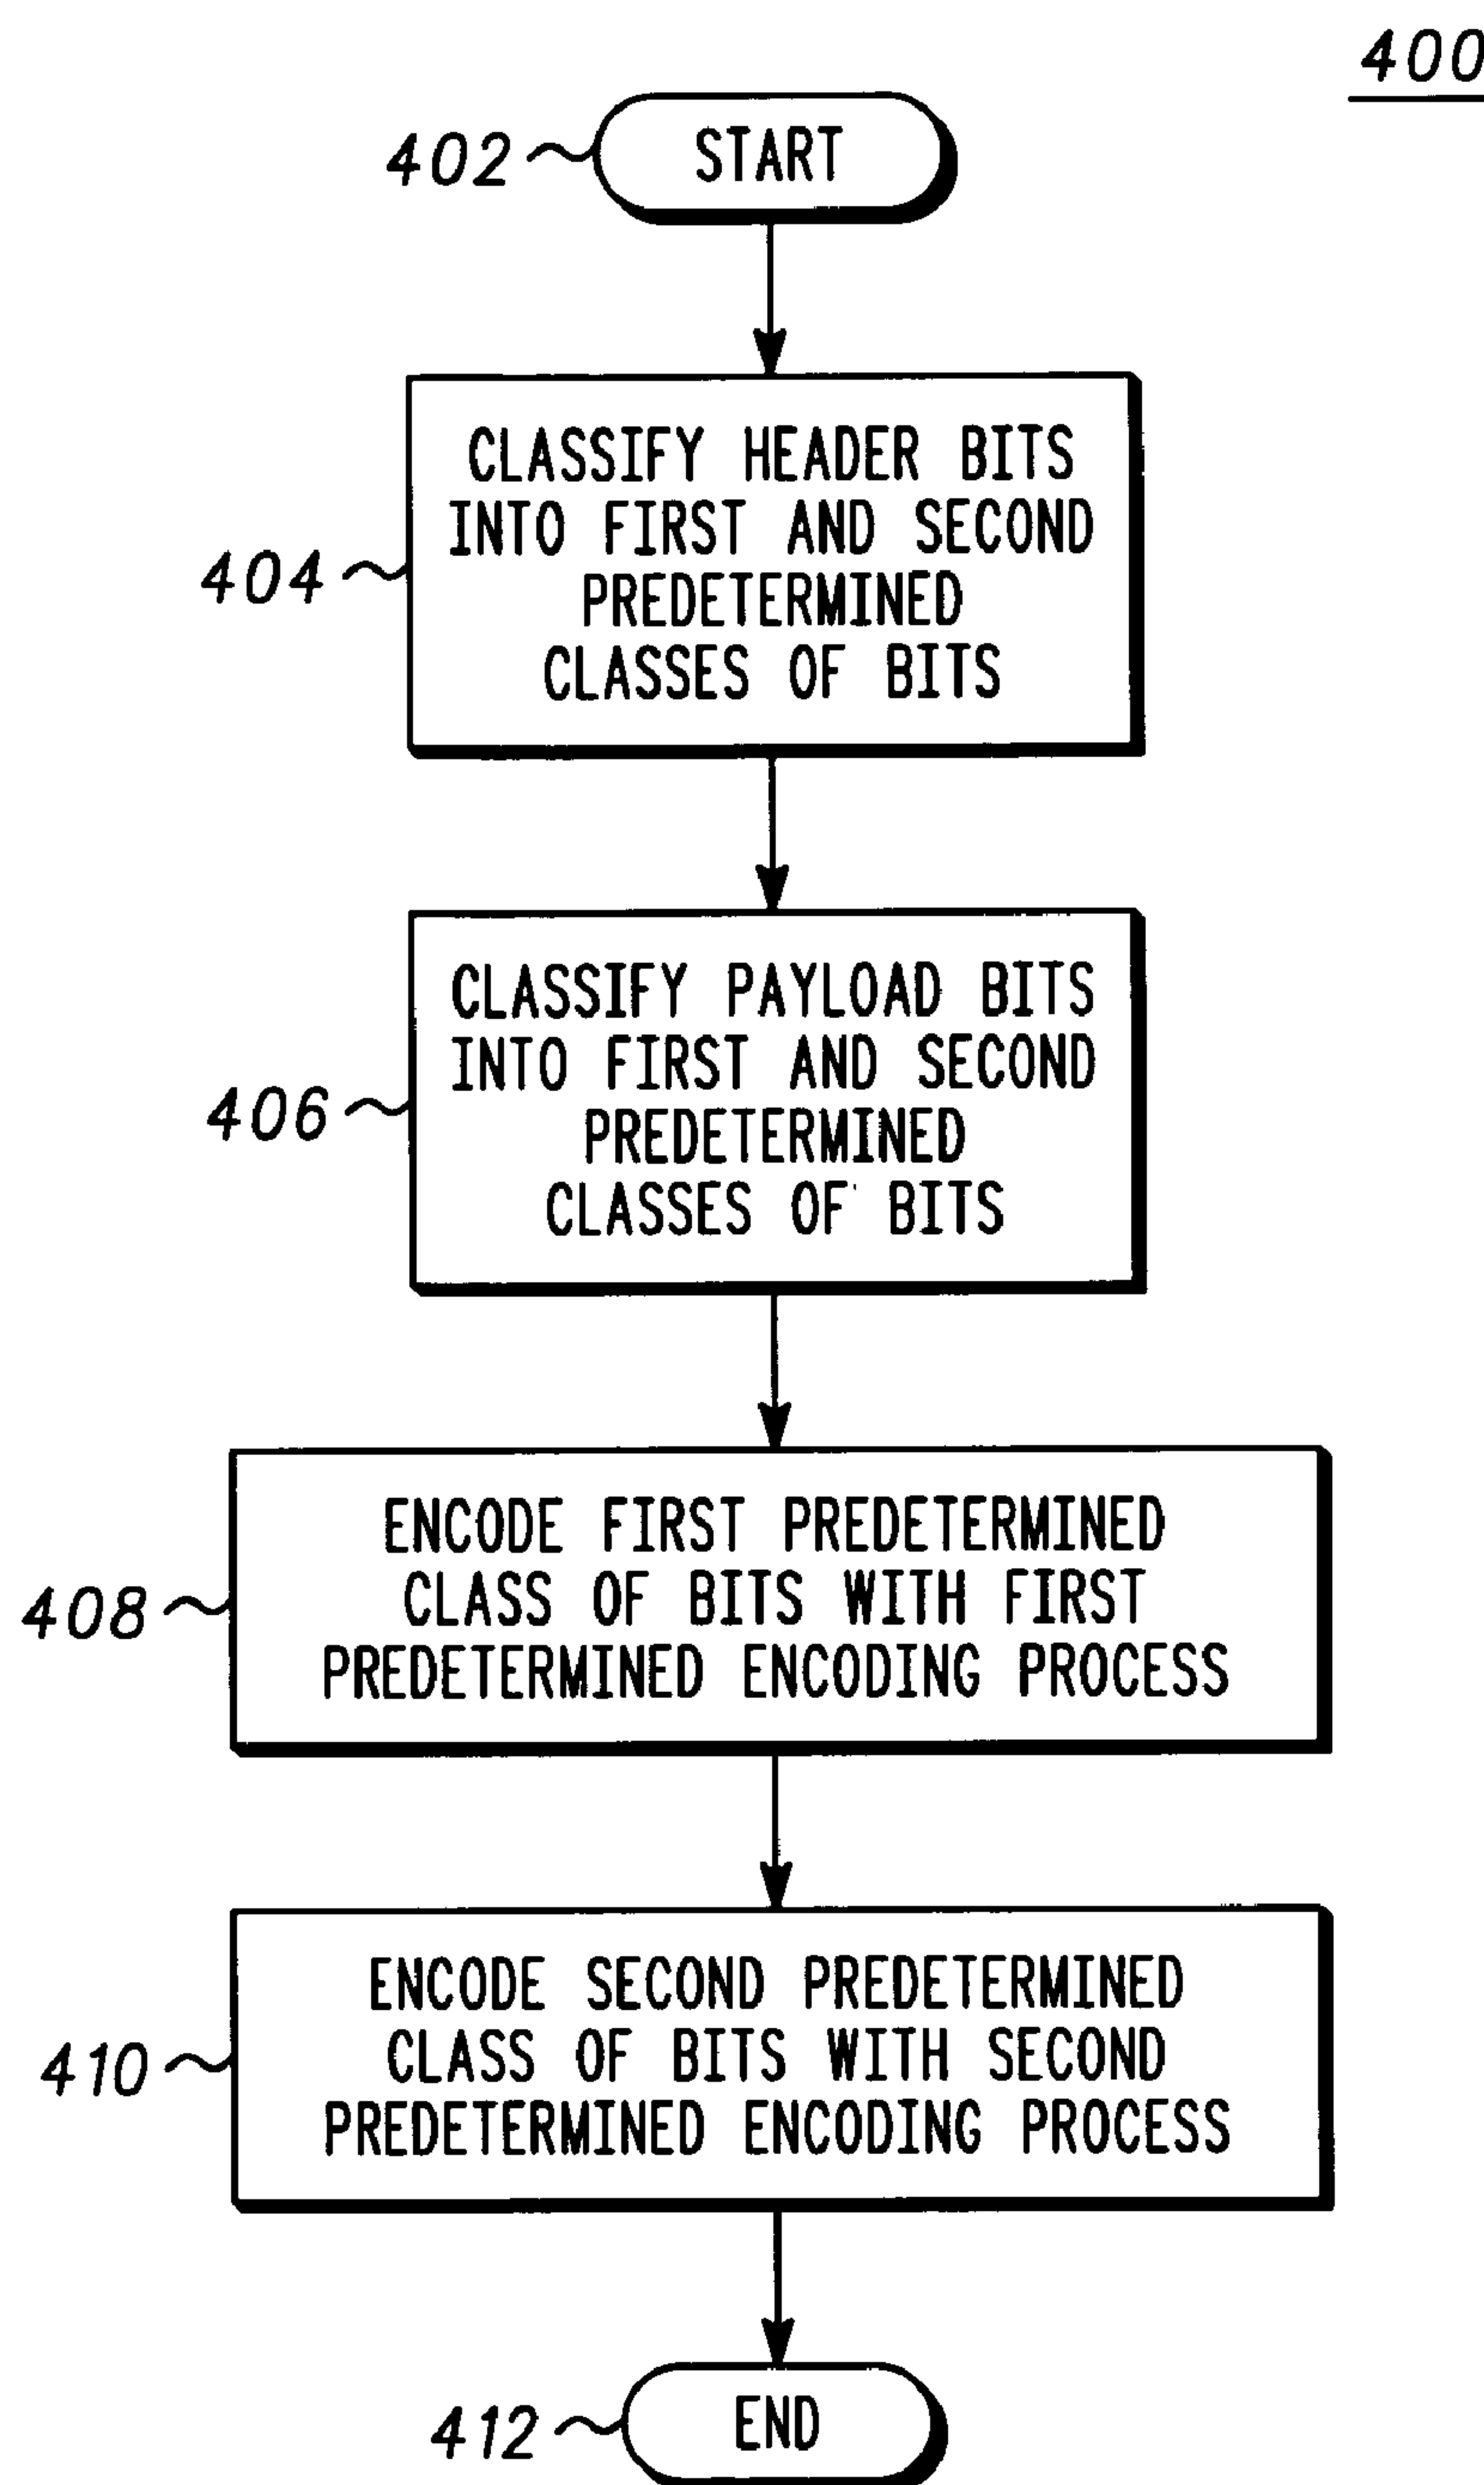 400
402
START
404
CLASSIFY HEADER BITS
INTO FIRST AND SECOND
PREDETERMINED
CLASSES OF BITS
406
CLASSIFY PAYLOAD BITS
INTO FIRST AND SECOND
PREDETERMINED
CLASSES OF BITS
408
ENCODE FIRST PREDETERMINED
CLASS OF BITS WITH FIRST
PREDETERMINED ENCODING PROCESS
410
ENCODE SECOND PREDETERMINED
CLASS OF BITS WITH SECOND
PREDETERMINED ENCODING PROCESS
412
END